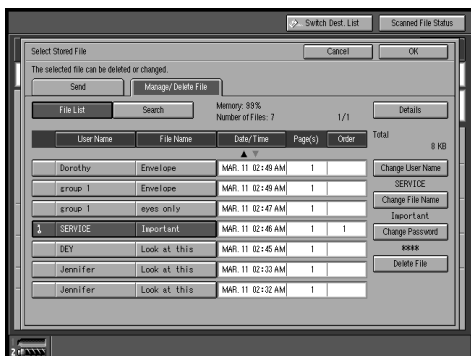 Switch Dest. List Scanned File Status
Select Stored File Cancel OK
The selected file can be deleted or changed.
Send Manage/ Delete File
File List Search Memory: 99% Details
Number of Files: 7 1/1
User Name File Name Date/Time Page(s) Order Total
8 KB
Dorothy Envelope MAR. 11 02:49 AM 1 Change User Name
group 1 Envelope MAR. 11 02:49 AM 1 SERVICE
group 1 eyes only MAR. 11 02:47 AM 1 Change File Name
Important
1 SERVICE Important MAR. 11 02:46 AM 1 1 Change Password
DEY Look at this MAR. 11 02:45 AM 1 ****
Jennifer Look at this MAR. 11 02:33 AM 1 Delete File
Jennifer Look at this MAR. 11 02:32 AM 1